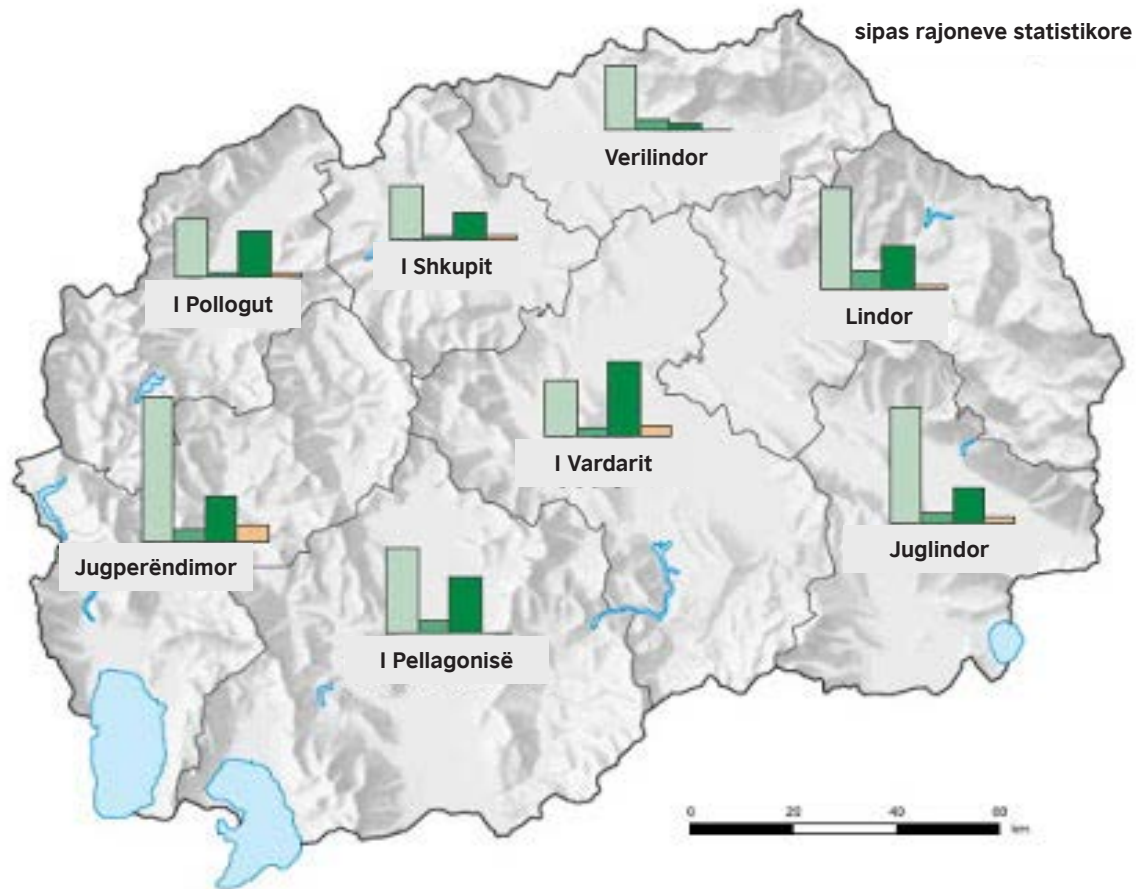 sipas rajoneve statistikore
Verilindor
I Shkupit
I Pollogut
Lindor
I Vardarit
Juglindor
Jugperëndimor
I Pellagonisë
0 20 40 60
km